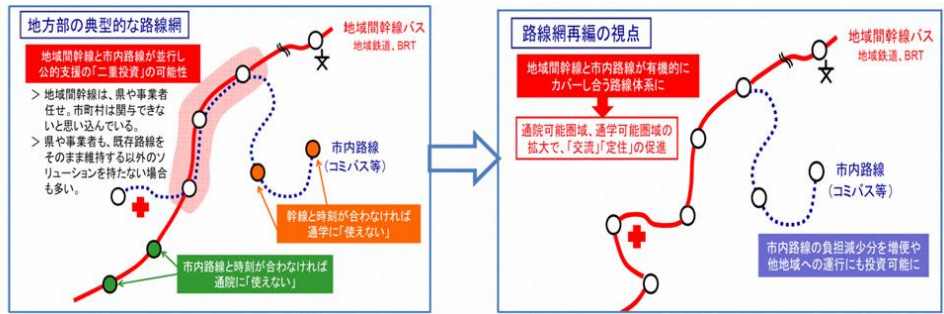 地方部の典型的な路線網
地域間幹線と市内路線が並行し
公的支援の「二重投資」の可能性
＞ 地域間幹線は、県や事業者
任せ。市町村は関与できな
いと思い込んでいる。
＞ 県や事業者も、既存路線を
そのまま維持する以外のソ
リューションを持たない場合
も多い。
地域間幹線バス
地域鉄道、BRT
文
市内路線
（コミバス等）
幹線と時刻が合わなければ
通学に「使えない」
市内路線と時刻が合わなければ
通院に「使えない」
路線網再編の視点
地域間幹線と市内路線が有機的に
カバーし合う路線体系に
通院可能圏域、通学可能圏域の
拡大で、「交流」「定住」の促進
地域間幹線バス
地域鉄道、BRT
文
市内路線
（コミバス等）
市内路線の負担減少分を増便や
他地域への運行にも投資可能に